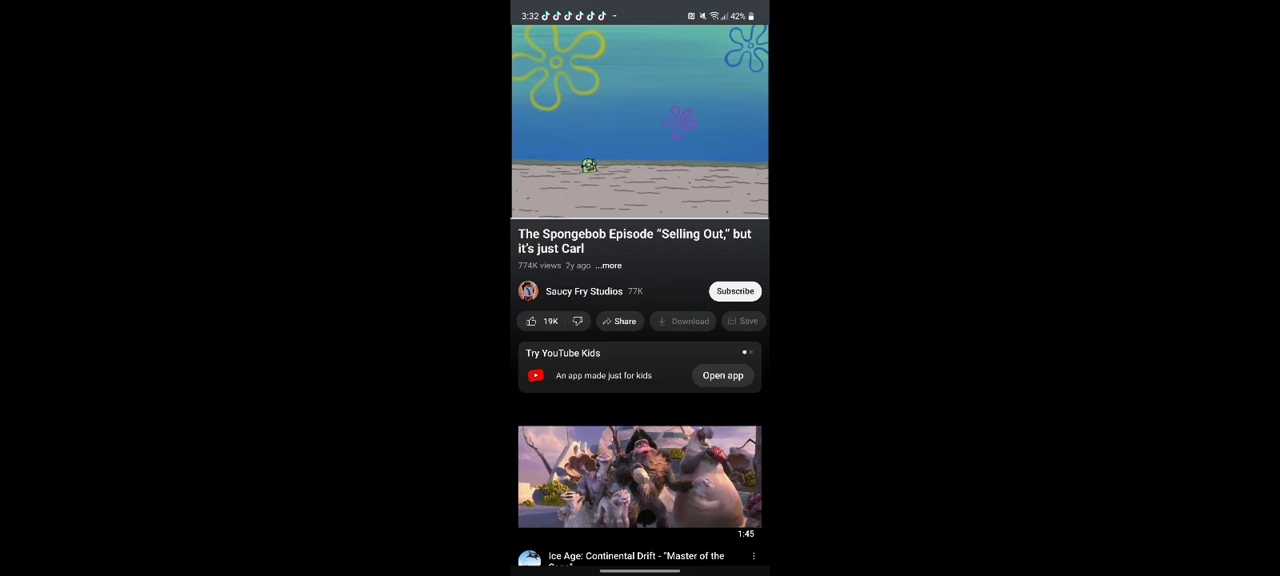 3:32
42%
The Spongebob Episode “Selling Out,” but
it's just Carl
774K views 2y ago ...more
Saucy Fry Studios 77K
Subscribe
19K
Share
Download
Save
Try YouTube Kids
An app made just for kids
Open app
1:45
Ice Age: Continental Drift - "Master of the